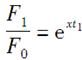 F₁/F₀ = e^{xt₁}